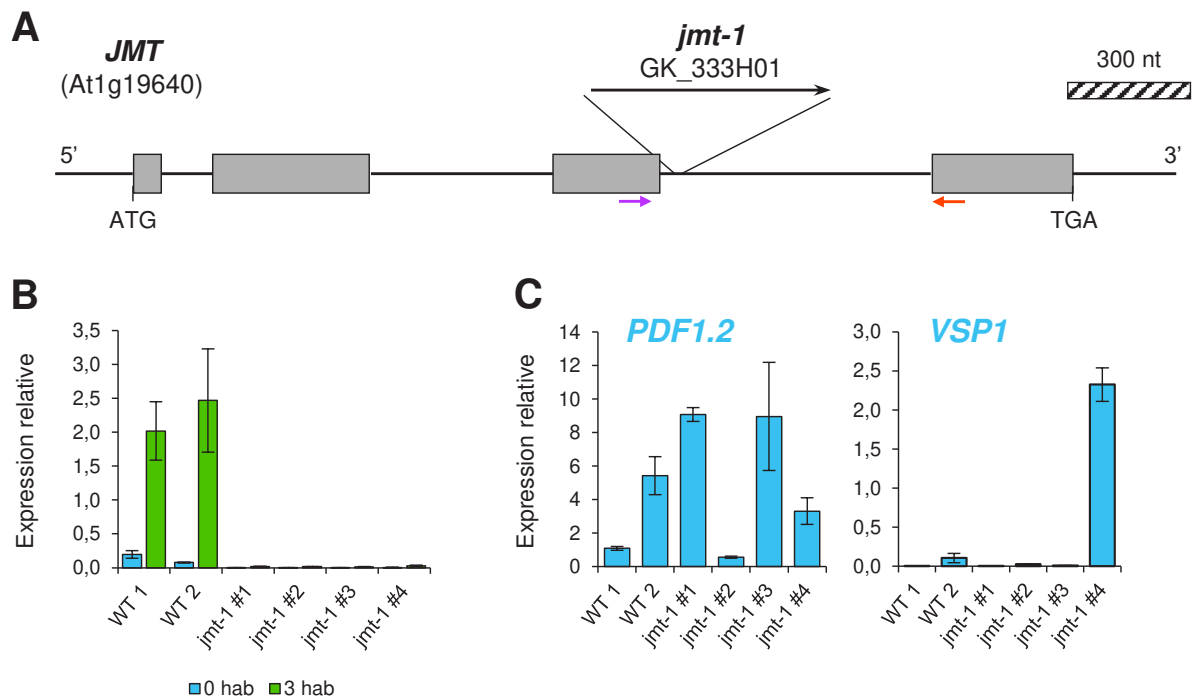 A
JMT
(At1g19640)
jmt-1
GK_333H01
300 nt
5’
3’
ATG
TGA
B
Expression relative
3,5
3,0
2,5
2,0
1,5
1,0
0,5
0,0
WT 1
WT 2
jmt-1 #1
jmt-1 #2
jmt-1 #3
jmt-1 #4
0 hab
3 hab
C
PDF1.2
Expression relative
14
12
10
8
6
4
2
0
WT 1
WT 2
jmt-1 #1
jmt-1 #2
jmt-1 #3
jmt-1 #4
VSP1
3,0
2,5
2,0
1,5
1,0
0,5
0,0
WT 1
WT 2
jmt-1 #1
jmt-1 #2
jmt-1 #3
jmt-1 #4